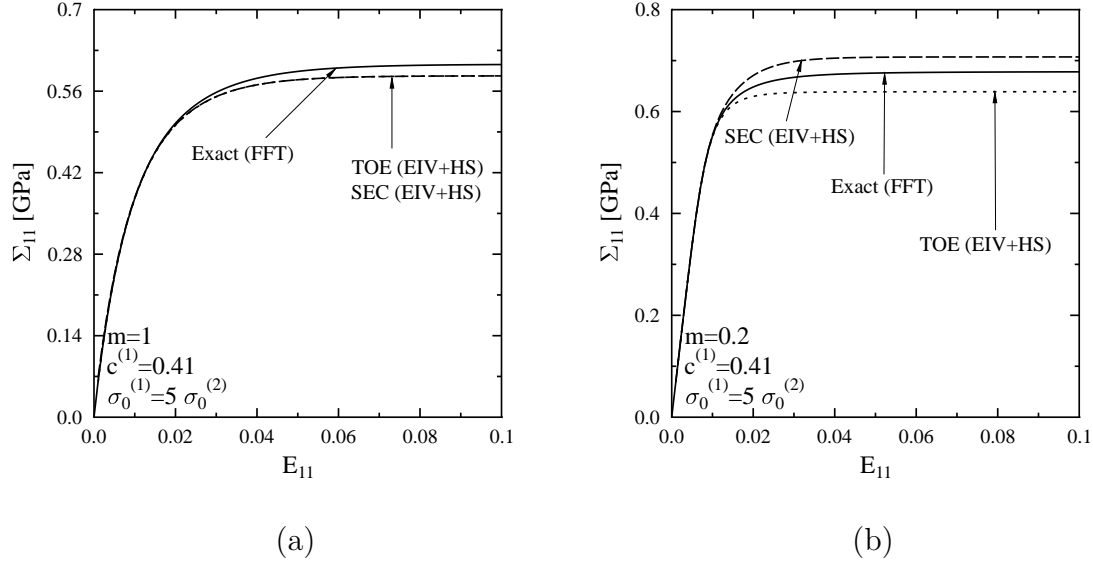 0.7
0.56
0.42
0.28
0.14
0.0
Σ₁₁ [GPa]
Exact (FFT)
TOE (EIV+HS)
SEC (EIV+HS)
m=1
c⁽¹⁾=0.41
σ₀⁽¹⁾=5 σ₀⁽²⁾
0.0 0.02 0.04 0.06 0.08 0.1
E₁₁
(a)
0.8
0.6
0.4
0.2
0.0
Σ₁₁ [GPa]
SEC (EIV+HS)
Exact (FFT)
TOE (EIV+HS)
m=0.2
c⁽¹⁾=0.41
σ₀⁽¹⁾=5 σ₀⁽²⁾
0.0 0.02 0.04 0.06 0.08 0.1
E₁₁
(b)